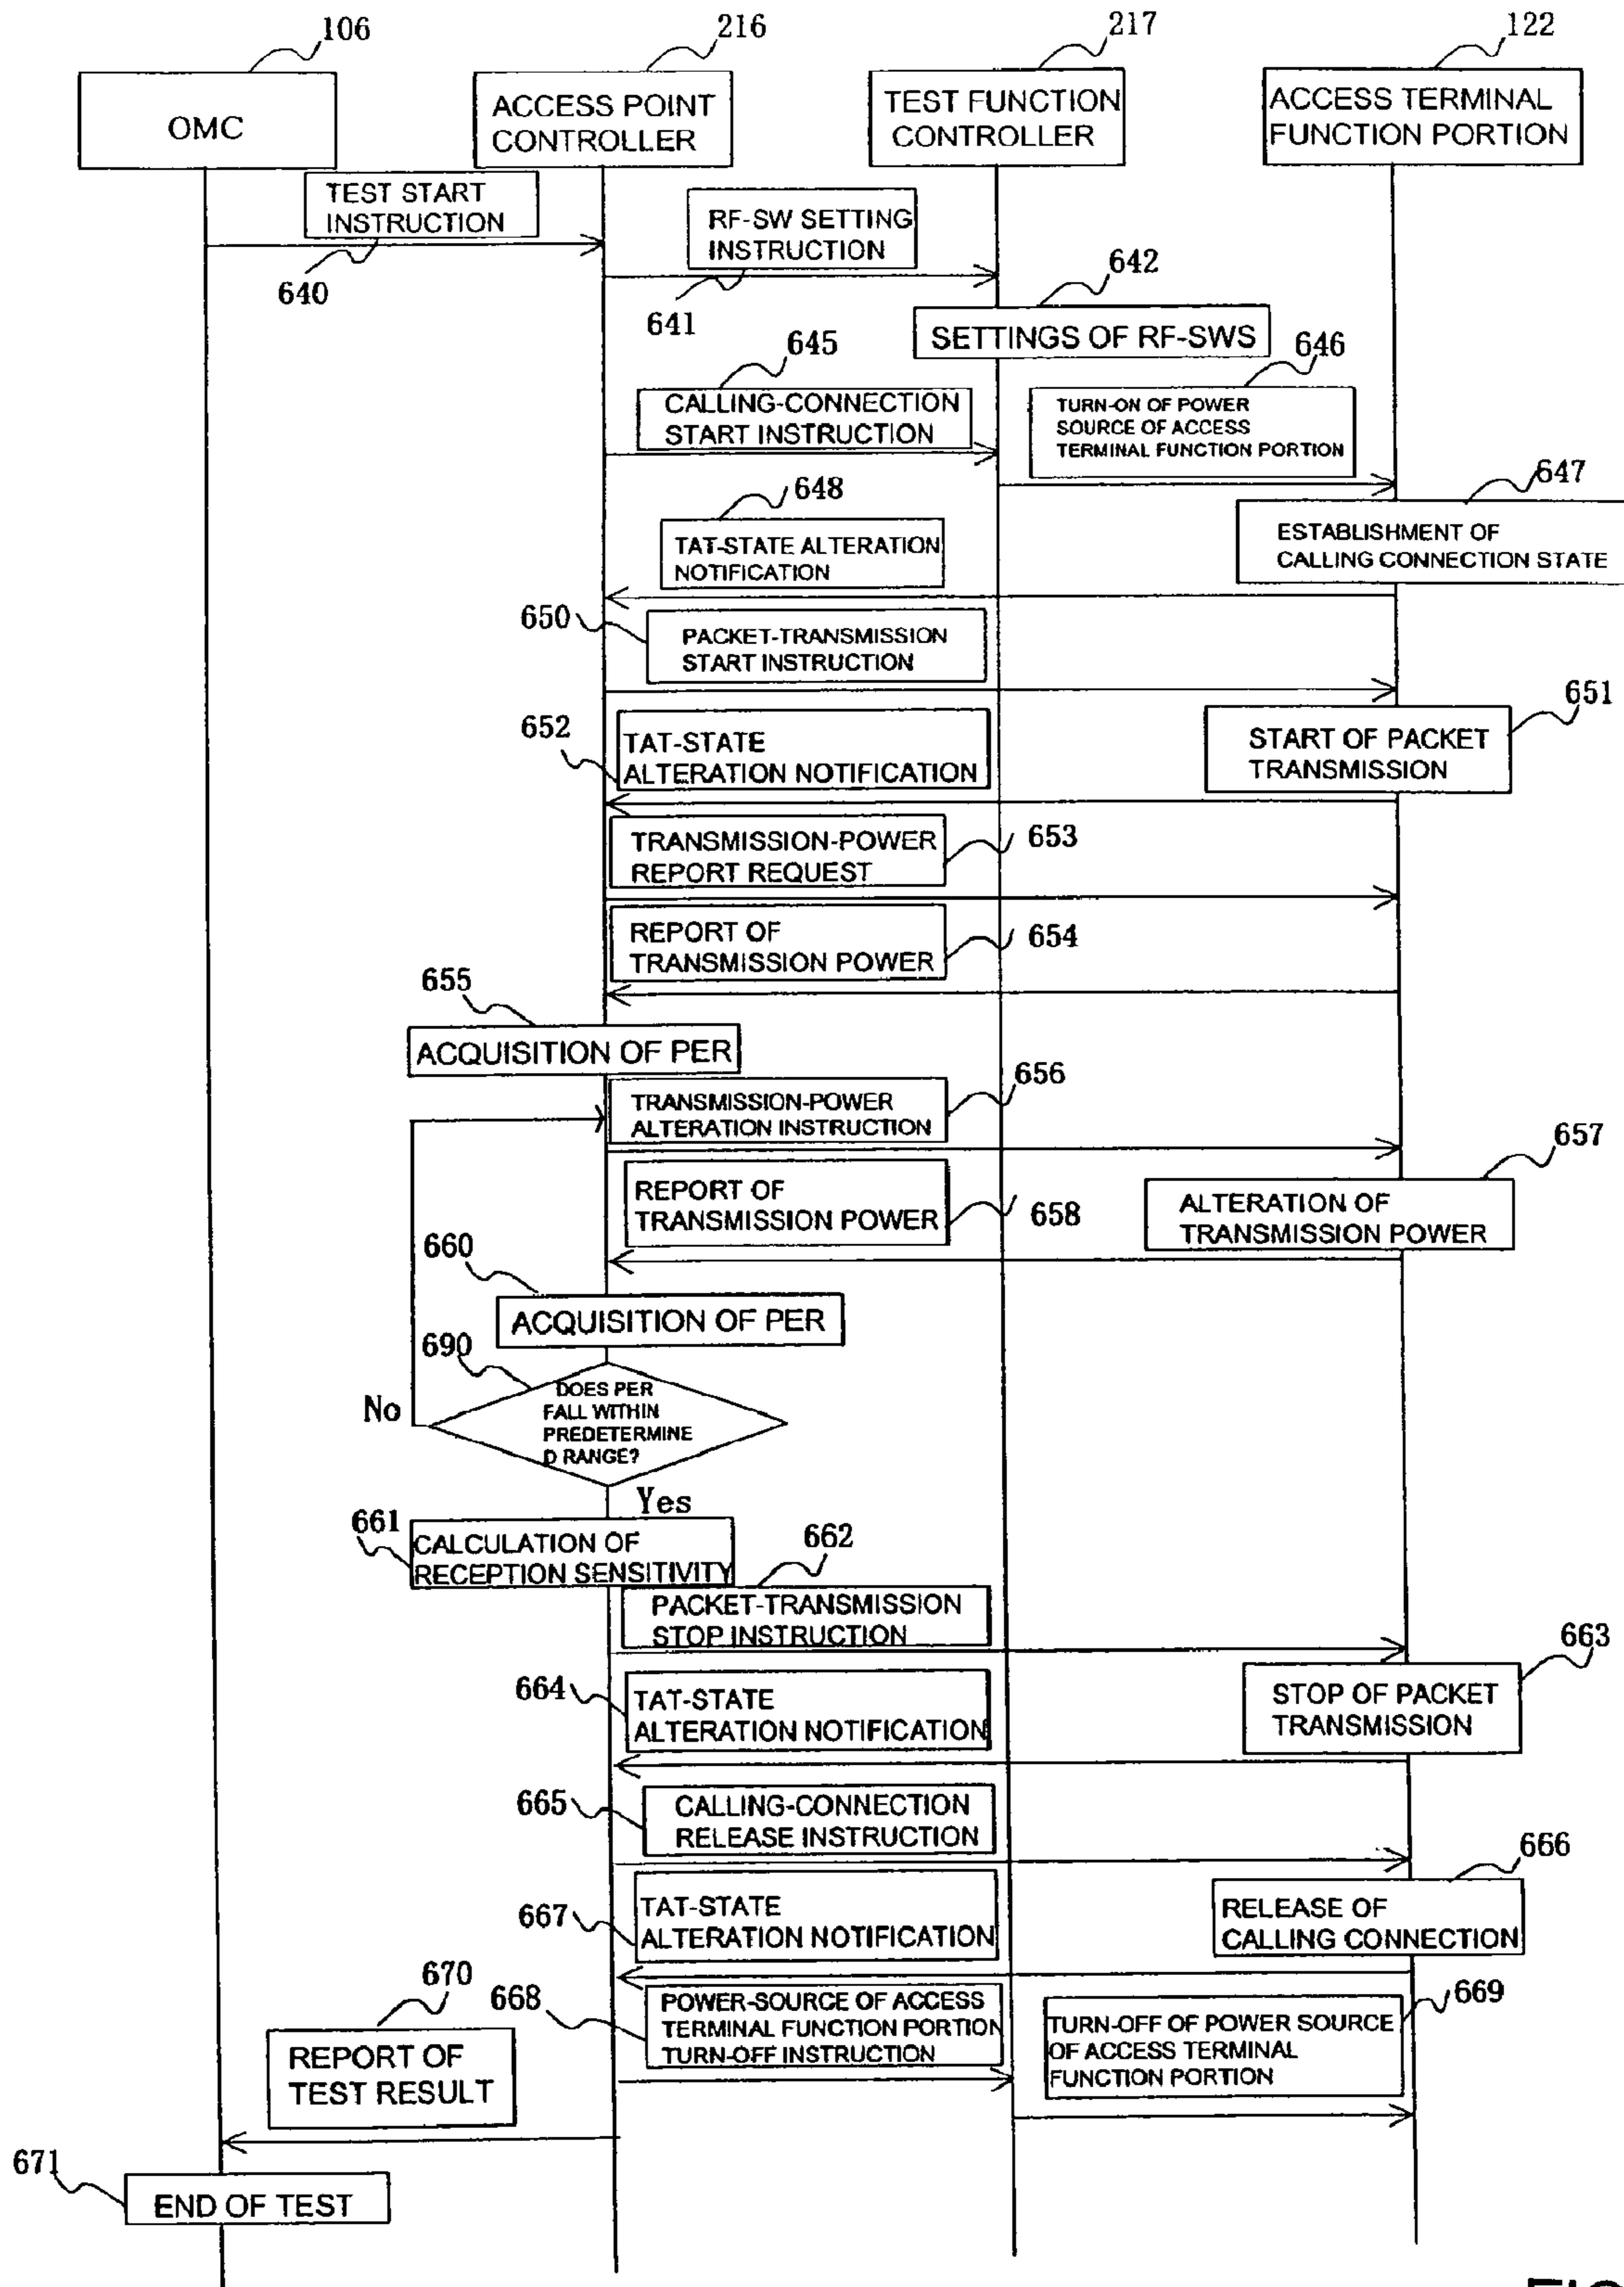 106
216
217
122
OMC
ACCESS POINT
CONTROLLER
TEST FUNCTION
CONTROLLER
ACCESS TERMINAL
FUNCTION PORTION
TEST START
INSTRUCTION
640
RF-SW SETTING
INSTRUCTION
641
642
SETTINGS OF RF-SWS
645
CALLING-CONNECTION
START INSTRUCTION
646
TURN-ON OF POWER
SOURCE OF ACCESS
TERMINAL FUNCTION PORTION
647
ESTABLISHMENT OF
CALLING CONNECTION STATE
648
TAT-STATE ALTERATION
NOTIFICATION
650
PACKET-TRANSMISSION
START INSTRUCTION
651
START OF PACKET
TRANSMISSION
652
TAT-STATE
ALTERATION NOTIFICATION
TRANSMISSION-POWER
REPORT REQUEST
653
REPORT OF
TRANSMISSION POWER
654
655
ACQUISITION OF PER
656
TRANSMISSION-POWER
ALTERATION INSTRUCTION
657
ALTERATION OF
TRANSMISSION POWER
REPORT OF
TRANSMISSION POWER
658
660
ACQUISITION OF PER
690
DOES PER
FALL WITHIN
PREDETERMINE
D RANGE?
No
Yes
661
CALCULATION OF
RECEPTION SENSITIVITY
662
PACKET-TRANSMISSION
STOP INSTRUCTION
663
STOP OF PACKET
TRANSMISSION
664
TAT-STATE
ALTERATION NOTIFICATION
665
CALLING-CONNECTION
RELEASE INSTRUCTION
666
RELEASE OF
CALLING CONNECTION
667
TAT-STATE
ALTERATION NOTIFICATION
668
POWER-SOURCE OF ACCESS
TERMINAL FUNCTION PORTION
TURN-OFF INSTRUCTION
669
TURN-OFF OF POWER SOURCE
OF ACCESS TERMINAL
FUNCTION PORTION
670
REPORT OF
TEST RESULT
671
END OF TEST